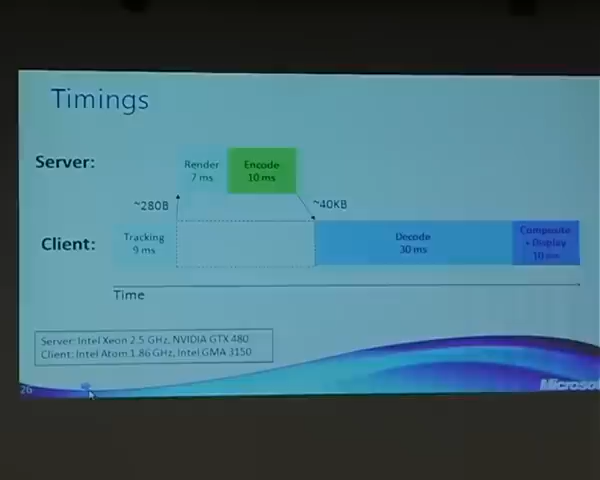 Timings
Server:
Render
7 ms
Encode
10 ms
~280B
~40KB
Client:
Tracking
9 ms
Decode
30 ms
Composite
+ Display
10 ms
Time
Server: Intel Xeon 2.5 GHz, NVIDIA GTX 480
Client: Intel Atom 1.86 GHz, Intel GMA 3150
26
Microsof